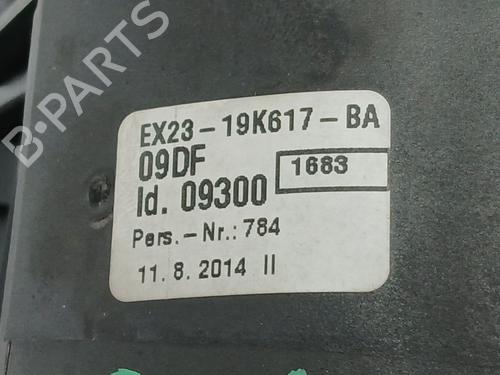 EX23-19K617-BA
09DF
Id. 09300 1683
Pers.-Nr.: 784
11. 8. 2014 II
B-PARTS